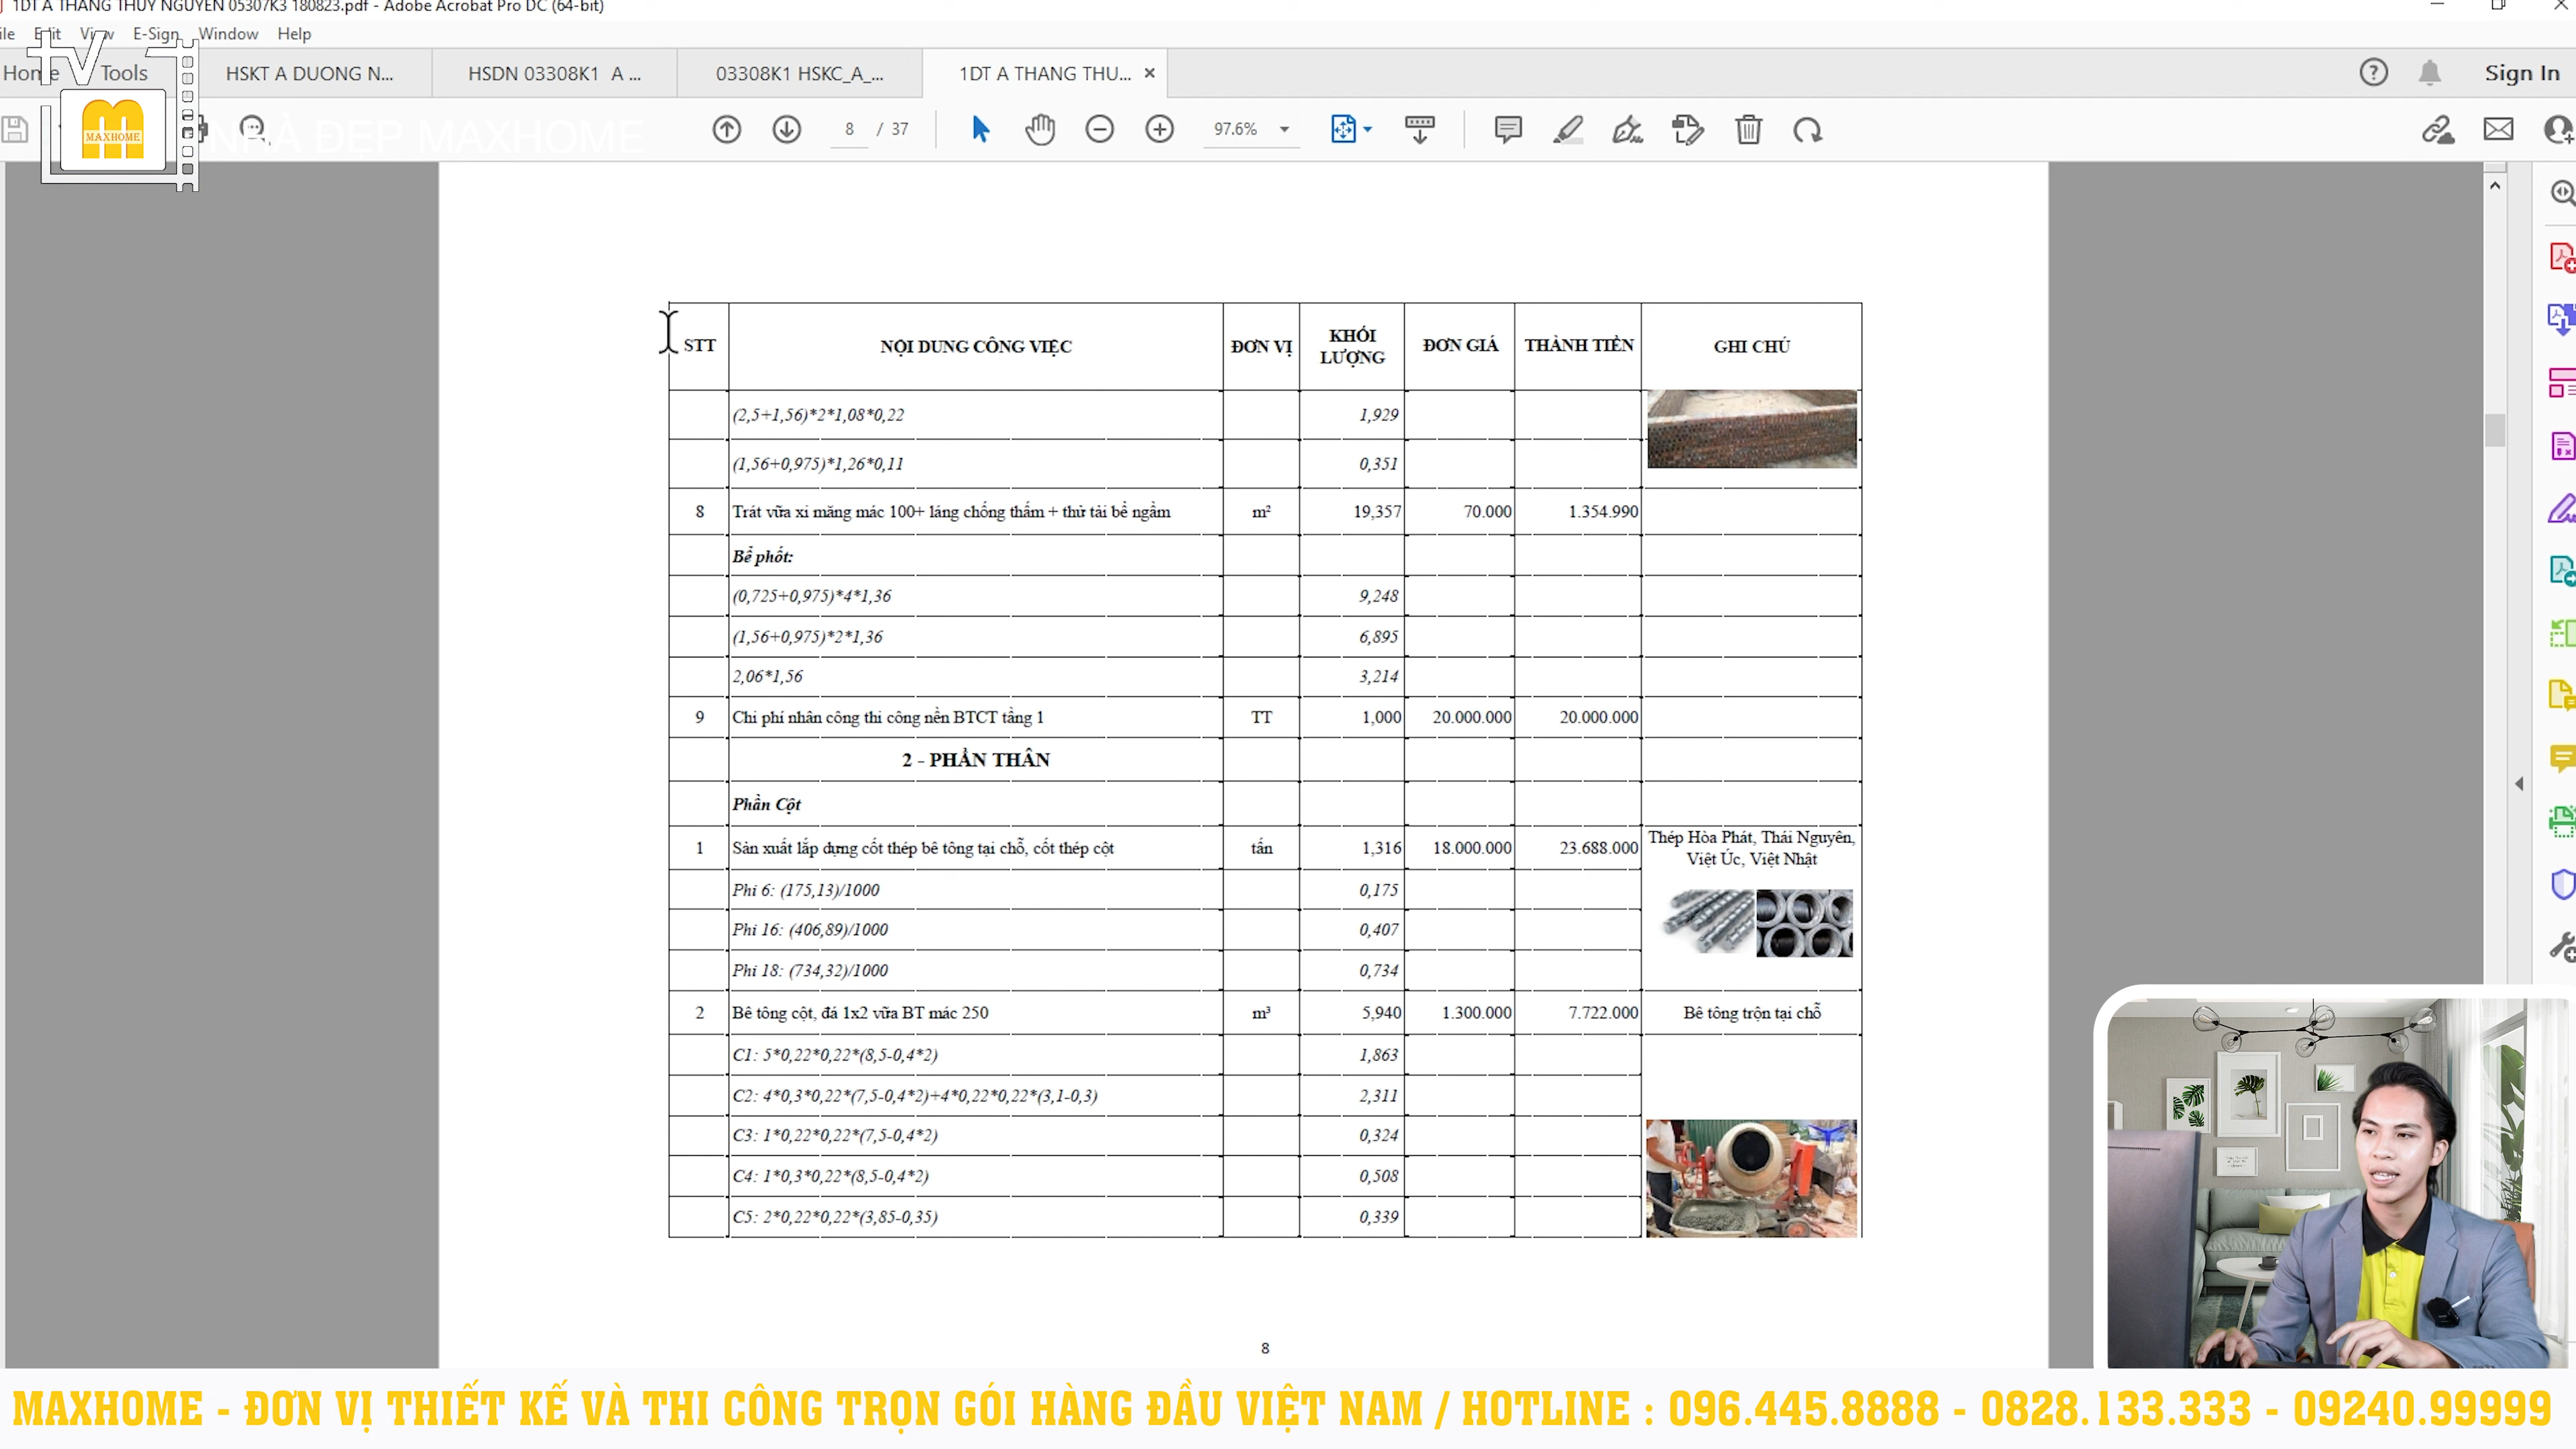 1DT A THANG THUY NGUYEN 05307K3 180823.pdf - Adobe Acrobat Pro DC (64-bit)
Edit View E-Sign Window Help
Home Tools HSKT A DUONG N... HSDN 03308K1 A ... 03308K1 HSKC_A_... 1DT A THANG THU... Sign In
tv
MAXHOME
NHÀ ĐẸP MAXHOME
8 / 37 97.6%
STT NỘI DUNG CÔNG VIỆC ĐƠN VỊ KHỐI LƯỢNG ĐƠN GIÁ THÀNH TIỀN GHI CHÚ
(2,5+1,56)*2*1,08*0,22 1,929
(1,56+0,975)*1,26*0,11 0,351
8 Trát vữa xi măng mác 100+ láng chống thấm + thử tải bể ngầm m² 19,357 70.000 1.354.990
Bể phốt:
(0,725+0,975)*4*1,36 9,248
(1,56+0,975)*2*1,36 6,895
2,06*1,56 3,214
9 Chi phí nhân công thi công nền BTCT tầng 1 TT 1,000 20.000.000 20.000.000
2 - PHẦN THÂN
Phần Cột
1 Sản xuất lắp dựng cốt thép bê tông tại chỗ, cốt thép cột tấn 1,316 18.000.000 23.688.000 Thép Hòa Phát, Thái Nguyên, Việt Úc, Việt Nhật
Phi 6: (175,13)/1000 0,175
Phi 16: (406,89)/1000 0,407
Phi 18: (734,32)/1000 0,734
2 Bê tông cột, đá 1x2 vữa BT mác 250 m³ 5,940 1.300.000 7.722.000 Bê tông trộn tại chỗ
C1: 5*0,22*0,22*(8,5-0,4*2) 1,863
C2: 4*0,3*0,22*(7,5-0,4*2)+4*0,22*0,22*(3,1-0,3) 2,311
C3: 1*0,22*0,22*(7,5-0,4*2) 0,324
C4: 1*0,3*0,22*(8,5-0,4*2) 0,508
C5: 2*0,22*0,22*(3,85-0,35) 0,339
8
MAXHOME - ĐƠN VỊ THIẾT KẾ VÀ THI CÔNG TRỌN GÓI HÀNG ĐẦU VIỆT NAM / HOTLINE : 096.445.8888 - 0828.133.333 - 09240.99999